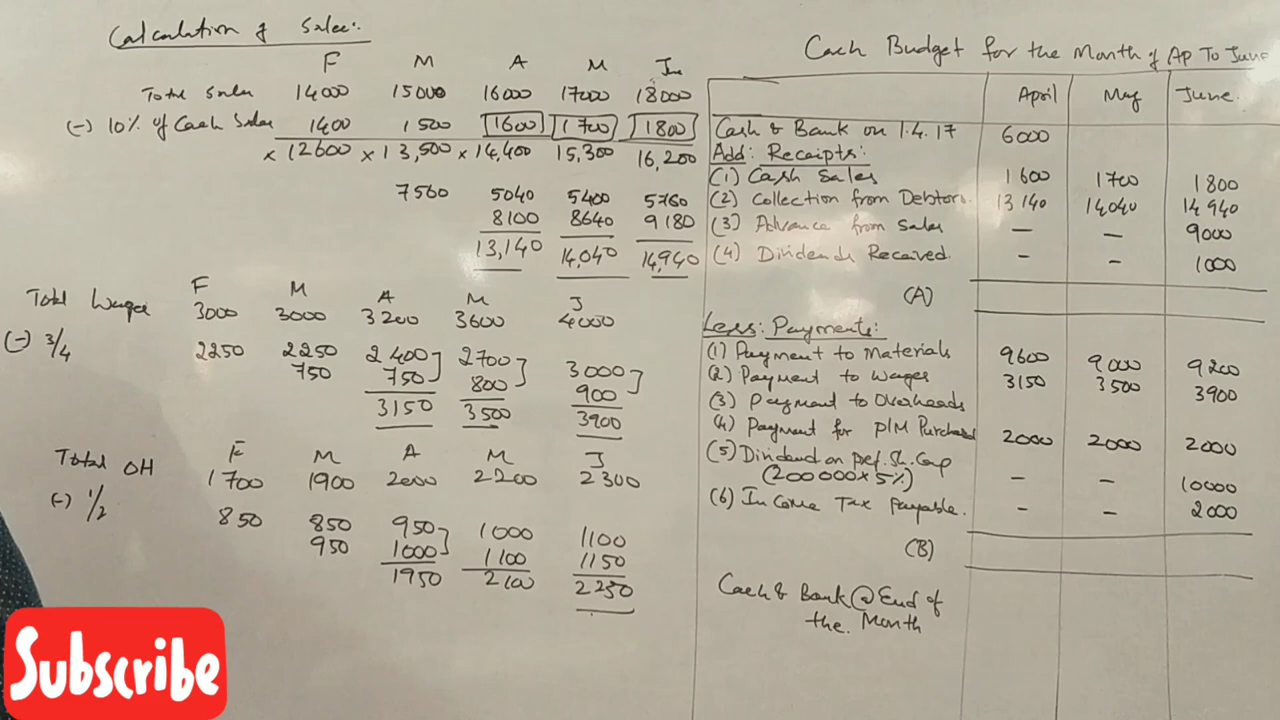 Calculation of Sales:
F M A M June
Total Sales 14000 15000 16000 17000 18000
(-) 10% of Cash Sales 1400 1500 1600 1700 1800
× 12600 × 13,500 × 14,400 15,300 16,200
7560 5040 5400 5760
8100 8640 9180
13,140 14,040 14,940
F M A M J
Total Wages 3000 3000 3200 3600 4000
(-) 3/4 2250 2250 2400 2700 3000
750 750 800 900
3150 3500 3900
F M A M J
Total OH 1700 1900 2000 2200 2300
(-) 1/2 850 850 950 1000 1100
950 1000 1100 1150
1950 2100 2250
Cash Budget for the Month of Ap To June
April May June.
Cash & Bank on 1.4.17 6000
Add: Receipts:
(1) Cash Sales 1600 1700 1800
(2) Collection from Debtors. 13140 14040 14940
(3) Advance from Sales — — 9000
(4) Dividends Received. - - 1000
(A)
Less: Payments:
(1) Payment to Materials 9600 9000 9200
(2) Payment to Wages 3150 3500 3900
(3) Payment to Overheads
(4) Payment for P/M Purchased 2000 2000 2000
(5) Dividend on Pref. Sh. Cap
(200000 × 5%) - - 10000
(6) Income Tax Payable. - - 2000
(B)
Cash & Bank @ End of
the. Month
Subscribe